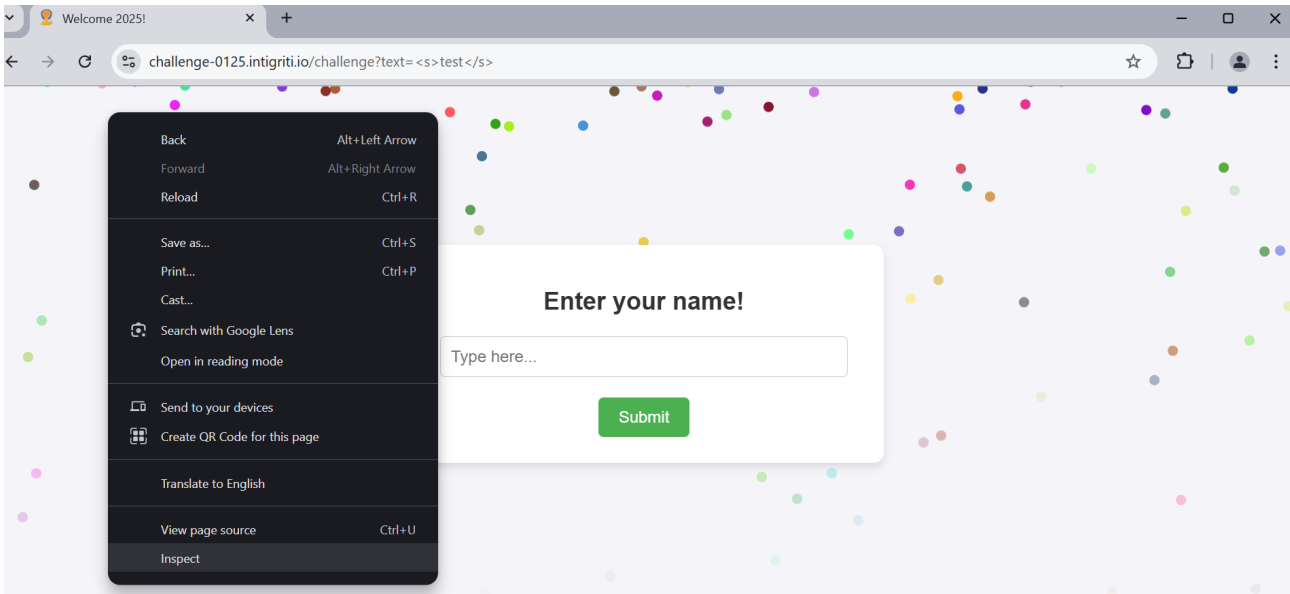 Welcome 2025!
challenge-0125.intigriti.io/challenge?text=<s>test</s>
Back Alt+Left Arrow
Forward Alt+Right Arrow
Reload Ctrl+R
Save as... Ctrl+S
Print... Ctrl+P
Cast...
Search with Google Lens
Open in reading mode
Send to your devices
Create QR Code for this page
Translate to English
View page source Ctrl+U
Inspect
Enter your name!
Type here...
Submit